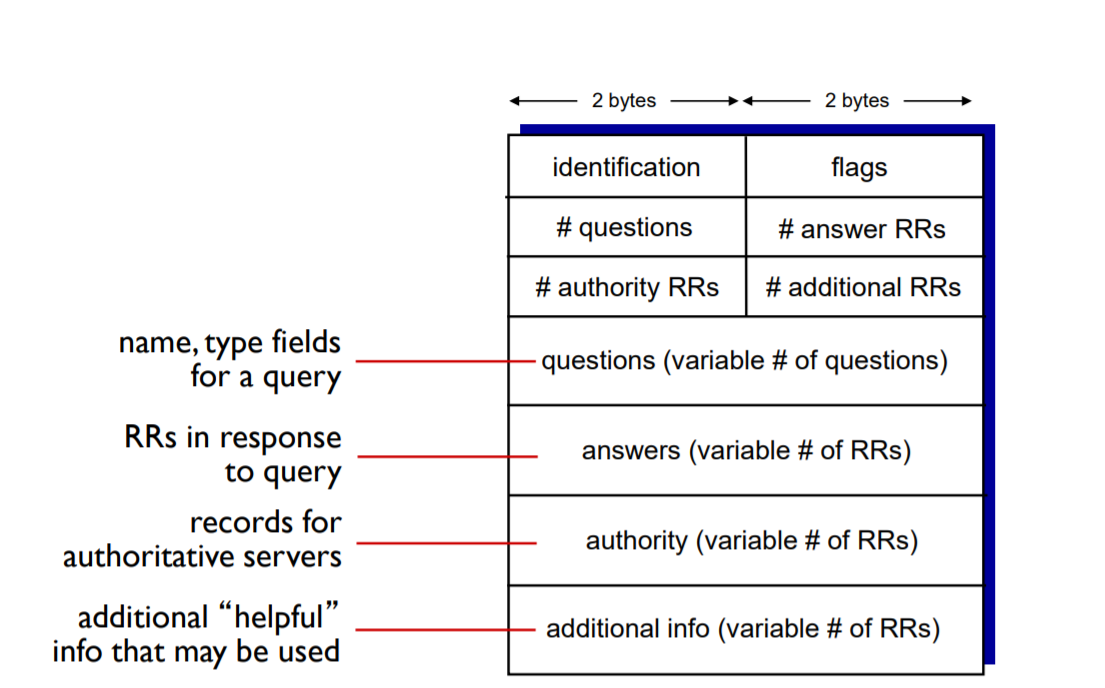 2 bytes 2 bytes
identification flags
# questions # answer RRs
# authority RRs # additional RRs
name, type fields
for a query
questions (variable # of questions)
RRs in response
to query
answers (variable # of RRs)
records for
authoritative servers
authority (variable # of RRs)
additional “helpful”
info that may be used
additional info (variable # of RRs)